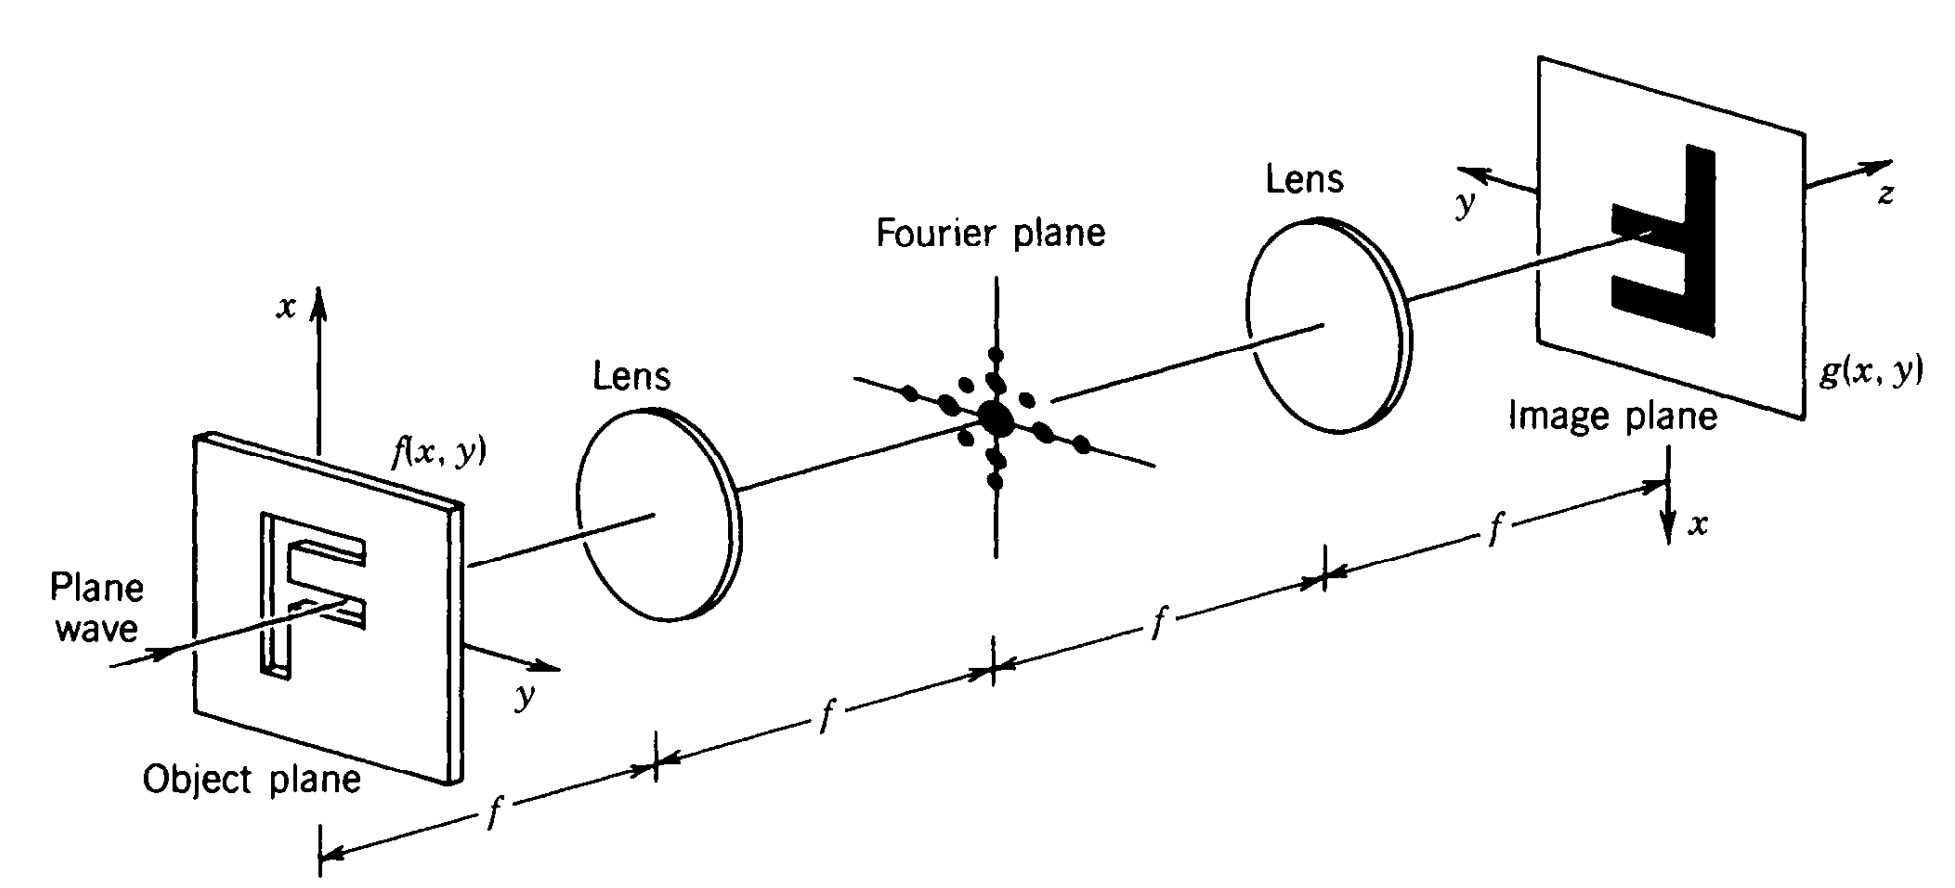 Lens
y
z
Fourier plane
x
Lens
g(x, y)
f(x, y)
Image plane
f
x
Plane
wave
f
y
f
Object plane
f
F
F